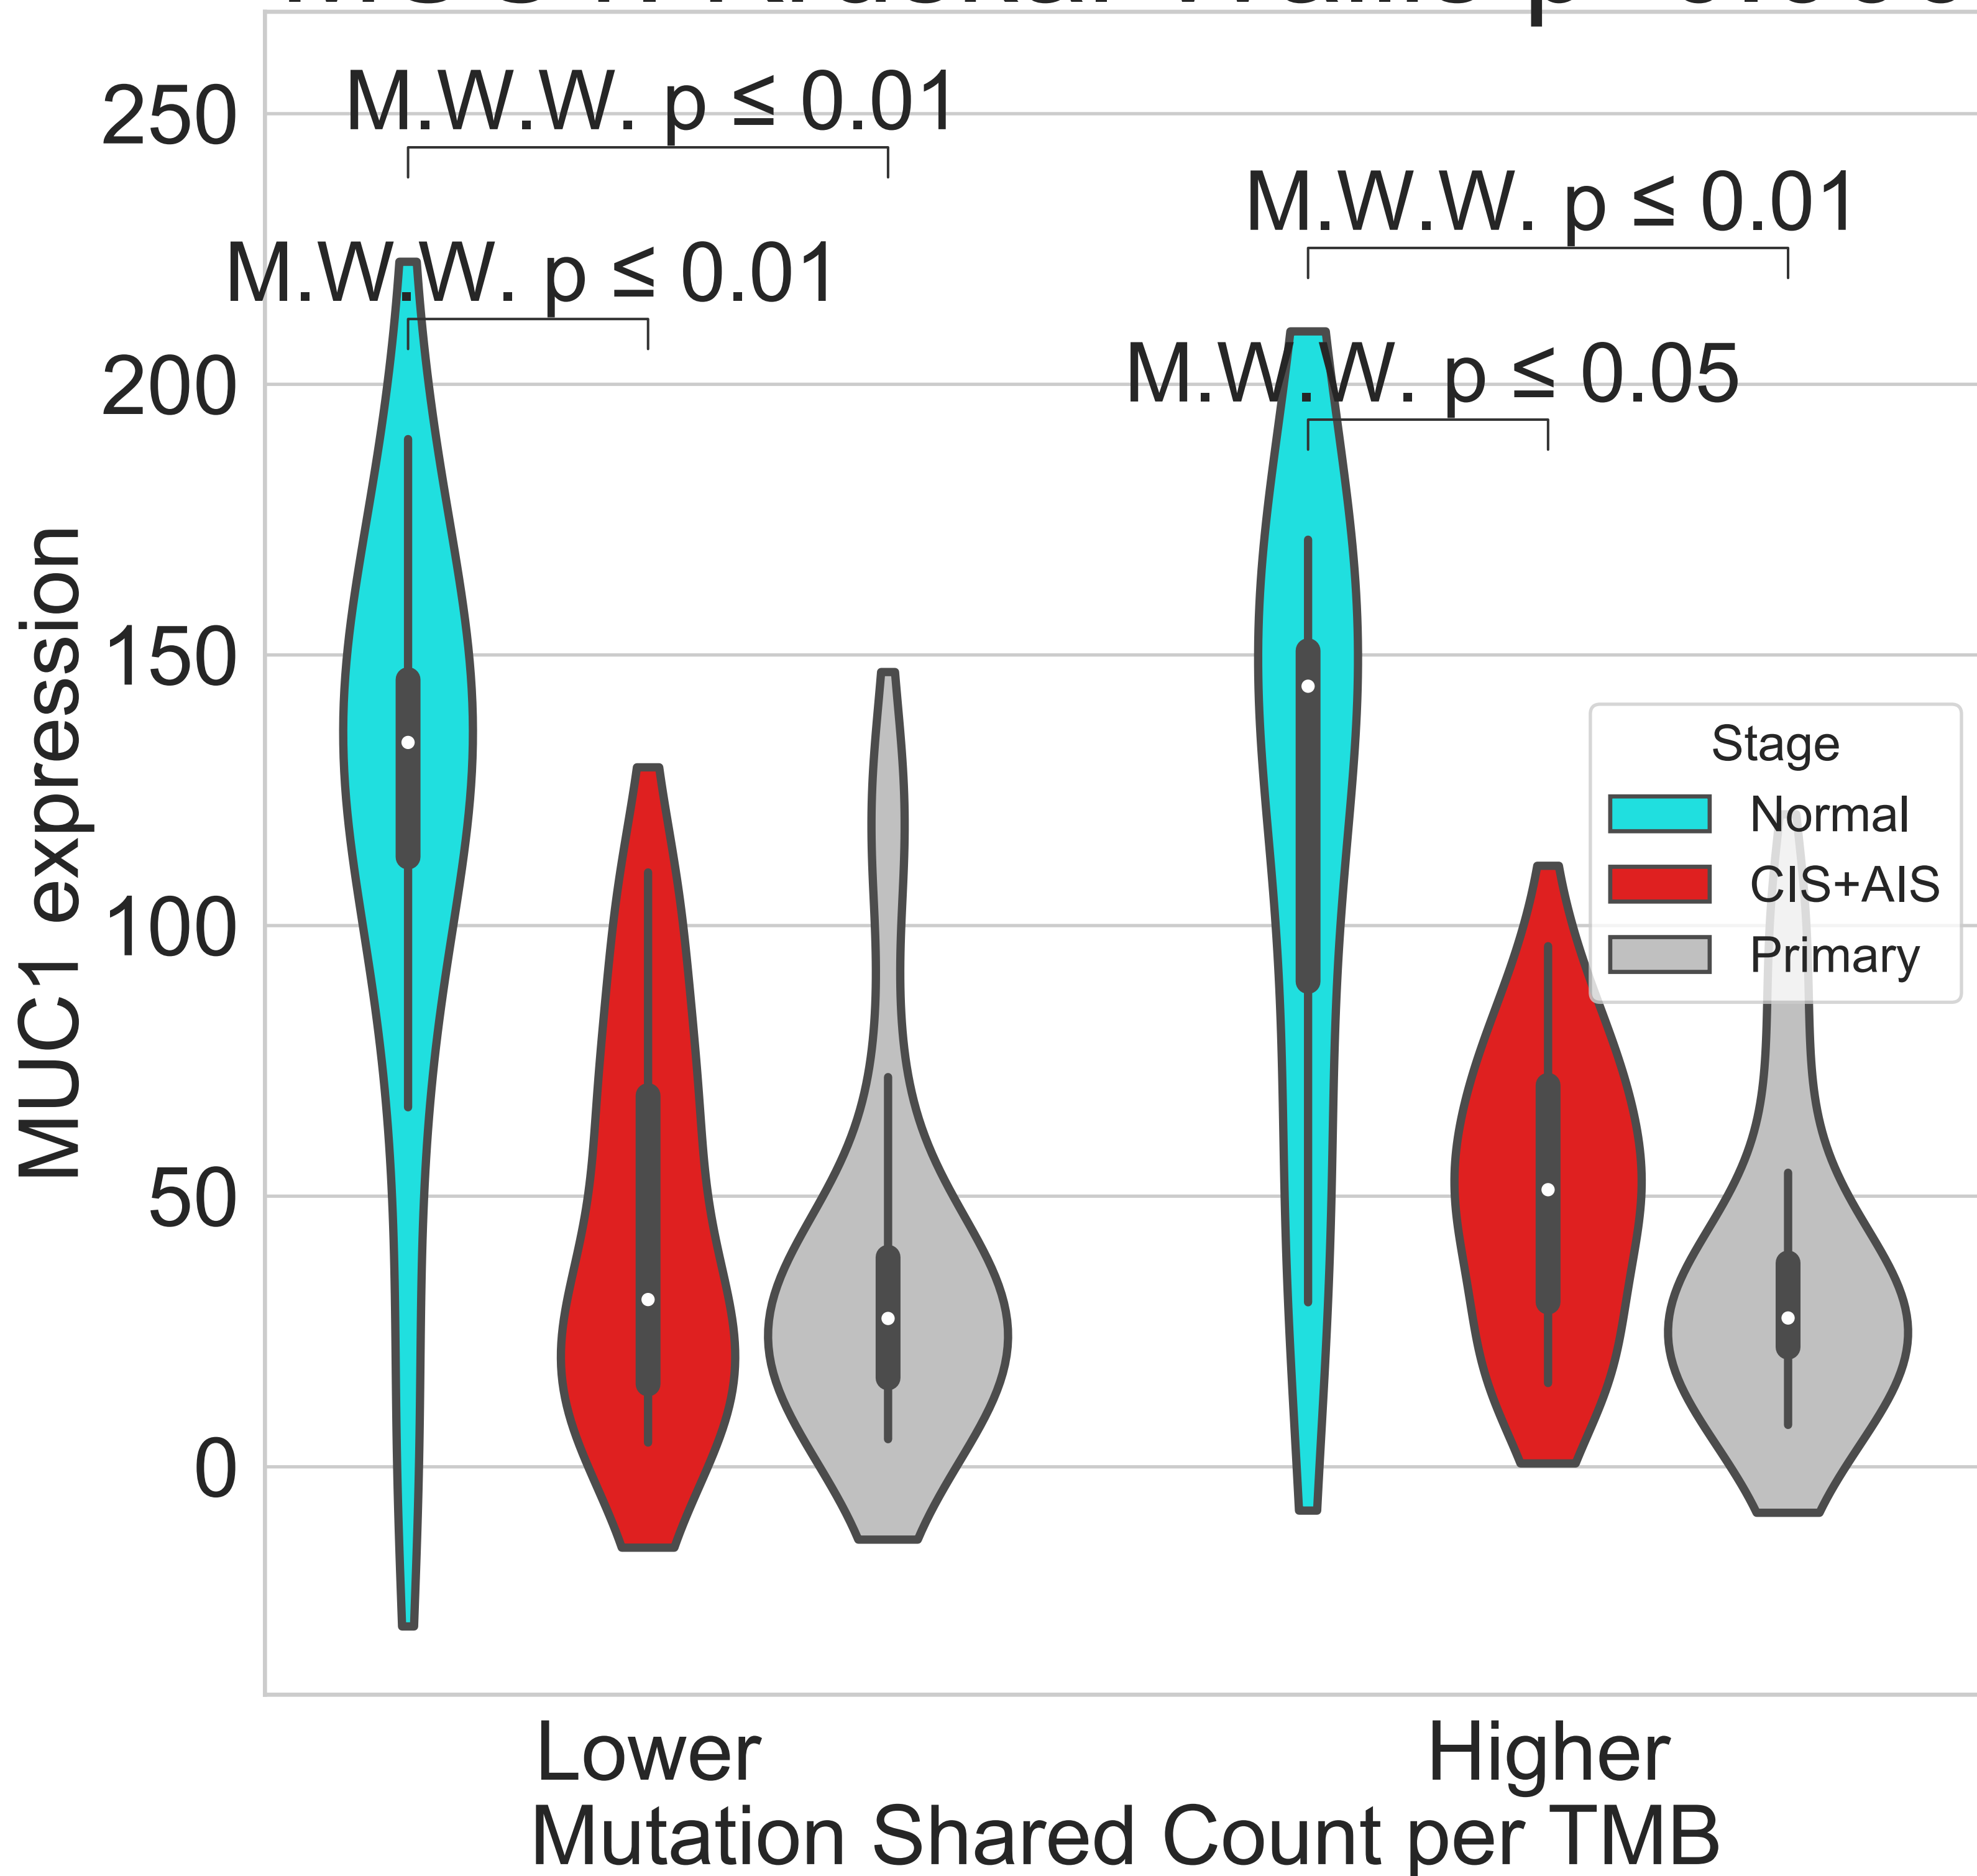 M.W.W. p ≤ 0.01
M.W.W. p ≤ 0.01
M.W.W. p ≤ 0.01
M.W.W. p ≤ 0.05
250
200
150
100
50
0
MUC1 expression
Stage
Normal
CIS+AIS
Primary
Lower
Higher
Mutation Shared Count per TMB